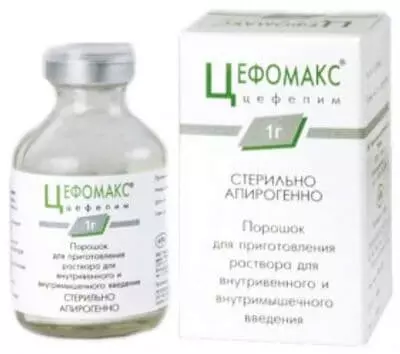 ЦЕФОМАКС®
цефепим
1г
Порошок
для приготовления
раствора для
внутривенного и
внутримышечного введения
СТЕРИЛЬНО
АПИРОГЕННО
ЦЕФОМАКС®
цефепим
1г
СТЕРИЛЬНО
АПИРОГЕННО
Порошок
для приготовления
раствора для
внутривенного и
внутримышечного
введения